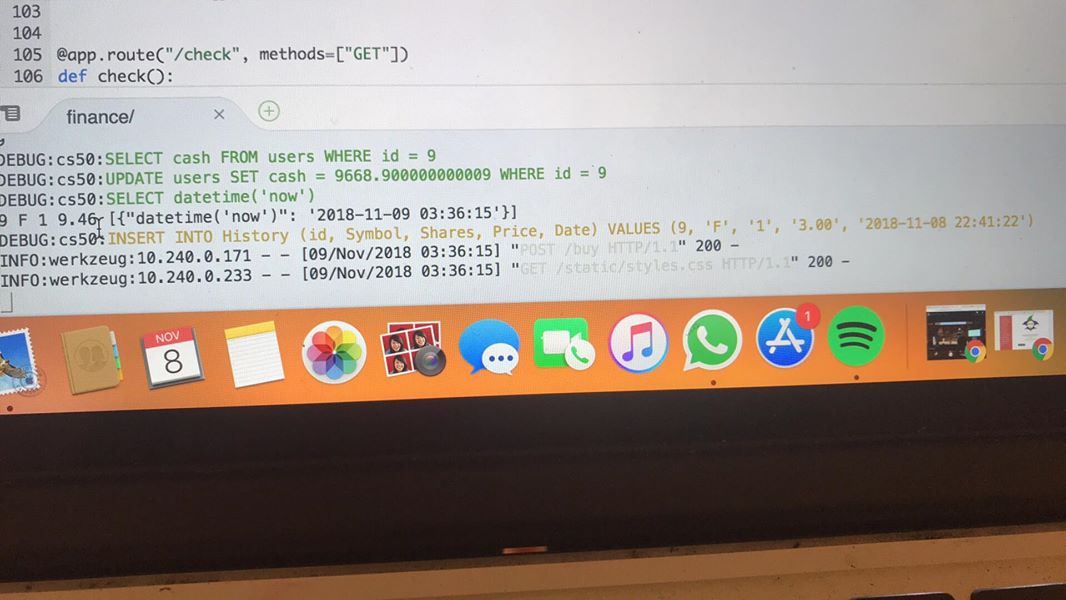 103
104
105 @app.route("/check", methods=["GET"])
106 def check():
finance/
DEBUG:cs50:SELECT cash FROM users WHERE id = 9
DEBUG:cs50:UPDATE users SET cash = 9668.900000000009 WHERE id = 9
DEBUG:cs50:SELECT datetime('now')
9 F 1 9.46 [{"datetime('now')": '2018-11-09 03:36:15'}]
DEBUG:cs50:INSERT INTO History (id, Symbol, Shares, Price, Date) VALUES (9, 'F', '1', '3.00', '2018-11-08 22:41:22')
INFO:werkzeug:10.240.0.171 - - [09/Nov/2018 03:36:15] "POST /buy HTTP/1.1" 200 -
INFO:werkzeug:10.240.0.233 - - [09/Nov/2018 03:36:15] "GET /static/styles.css HTTP/1.1" 200 -
NOV
8
1